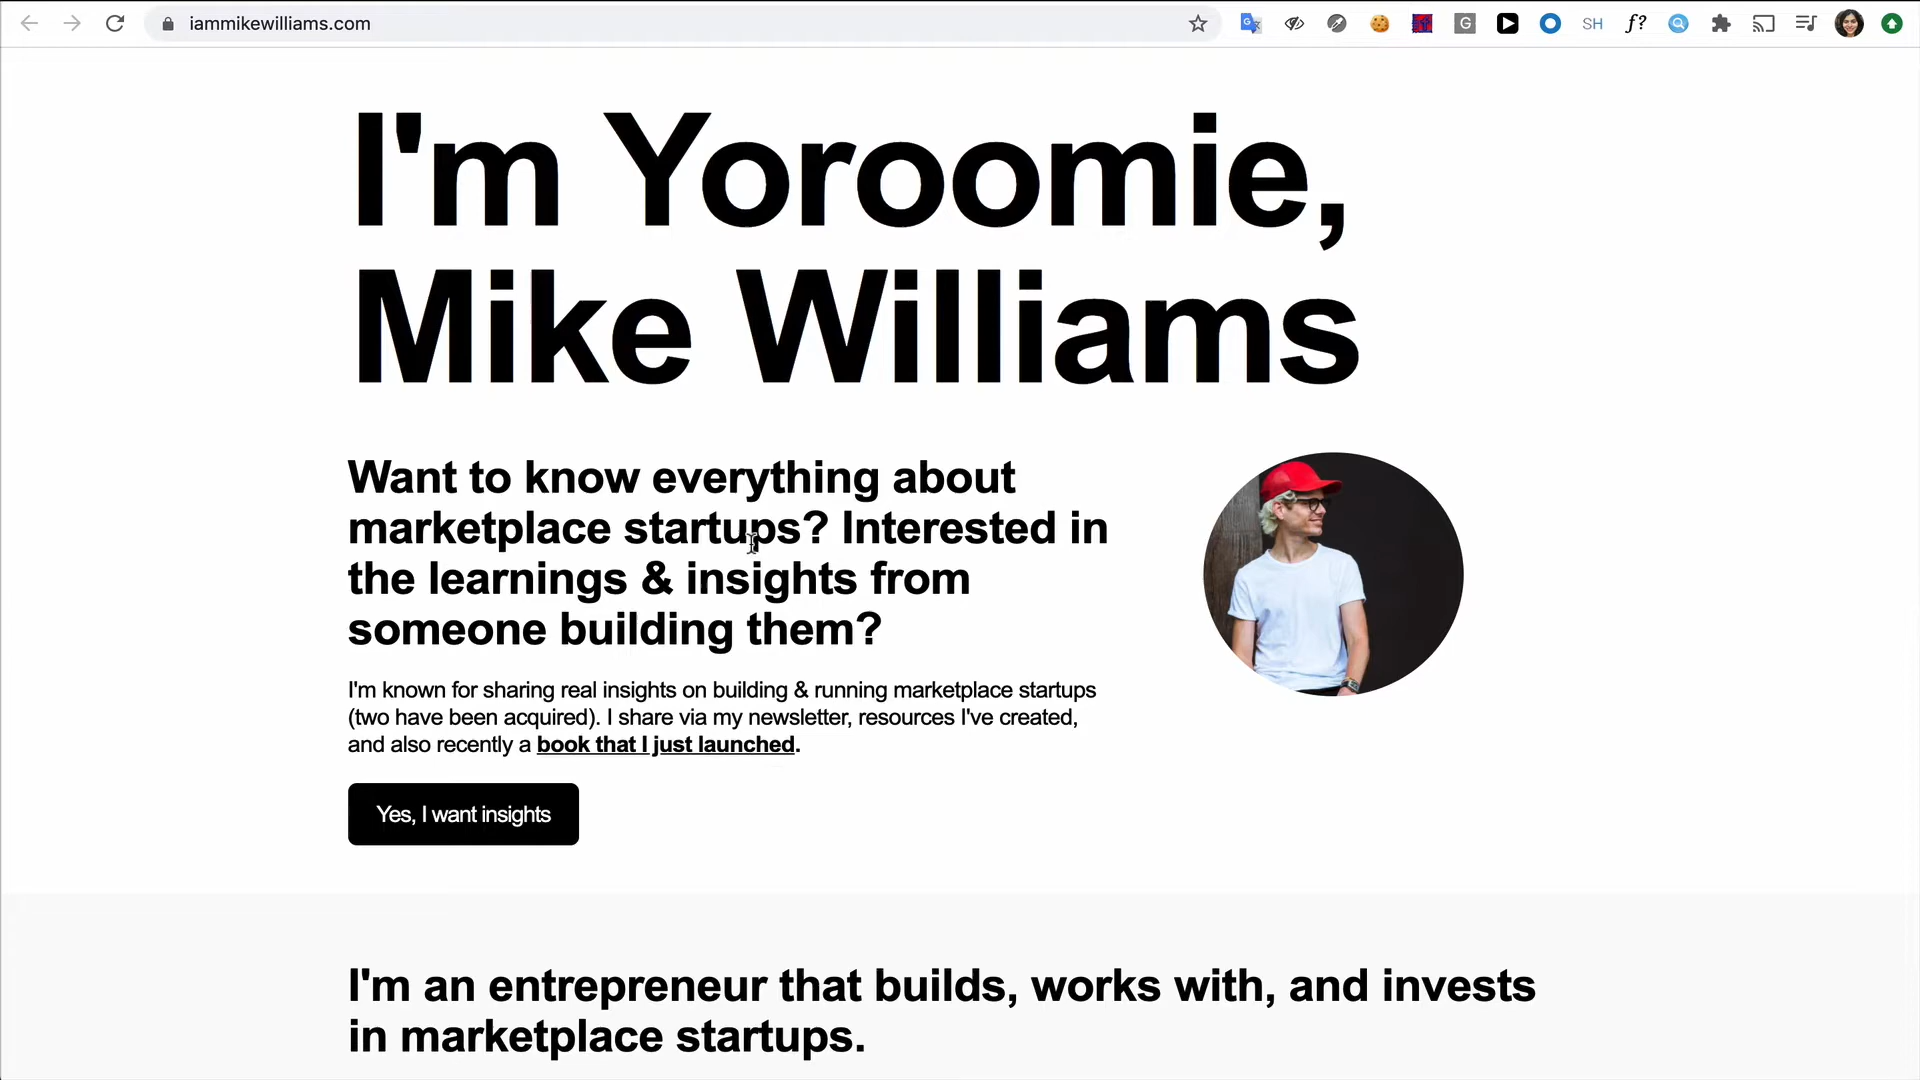 iammikewilliams.com
G
SH
f?
I'm Yoroomie,
Mike Williams
Want to know everything about
marketplace startups? Interested in
the learnings & insights from
someone building them?
I'm known for sharing real insights on building & running marketplace startups
(two have been acquired). I share via my newsletter, resources I've created,
and also recently a book that I just launched.
Yes, I want insights
I'm an entrepreneur that builds, works with, and invests
in marketplace startups.